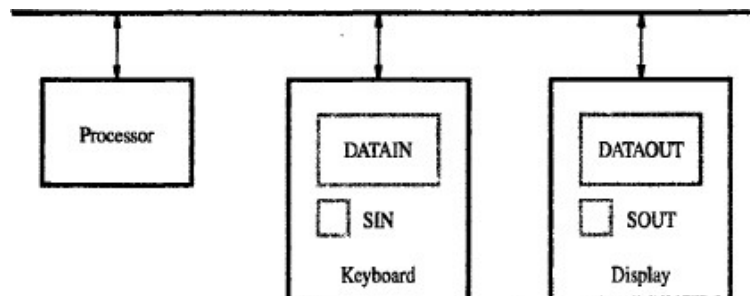 Processor
DATAIN
DATAOUT
SIN
SOUT
Keyboard
Display